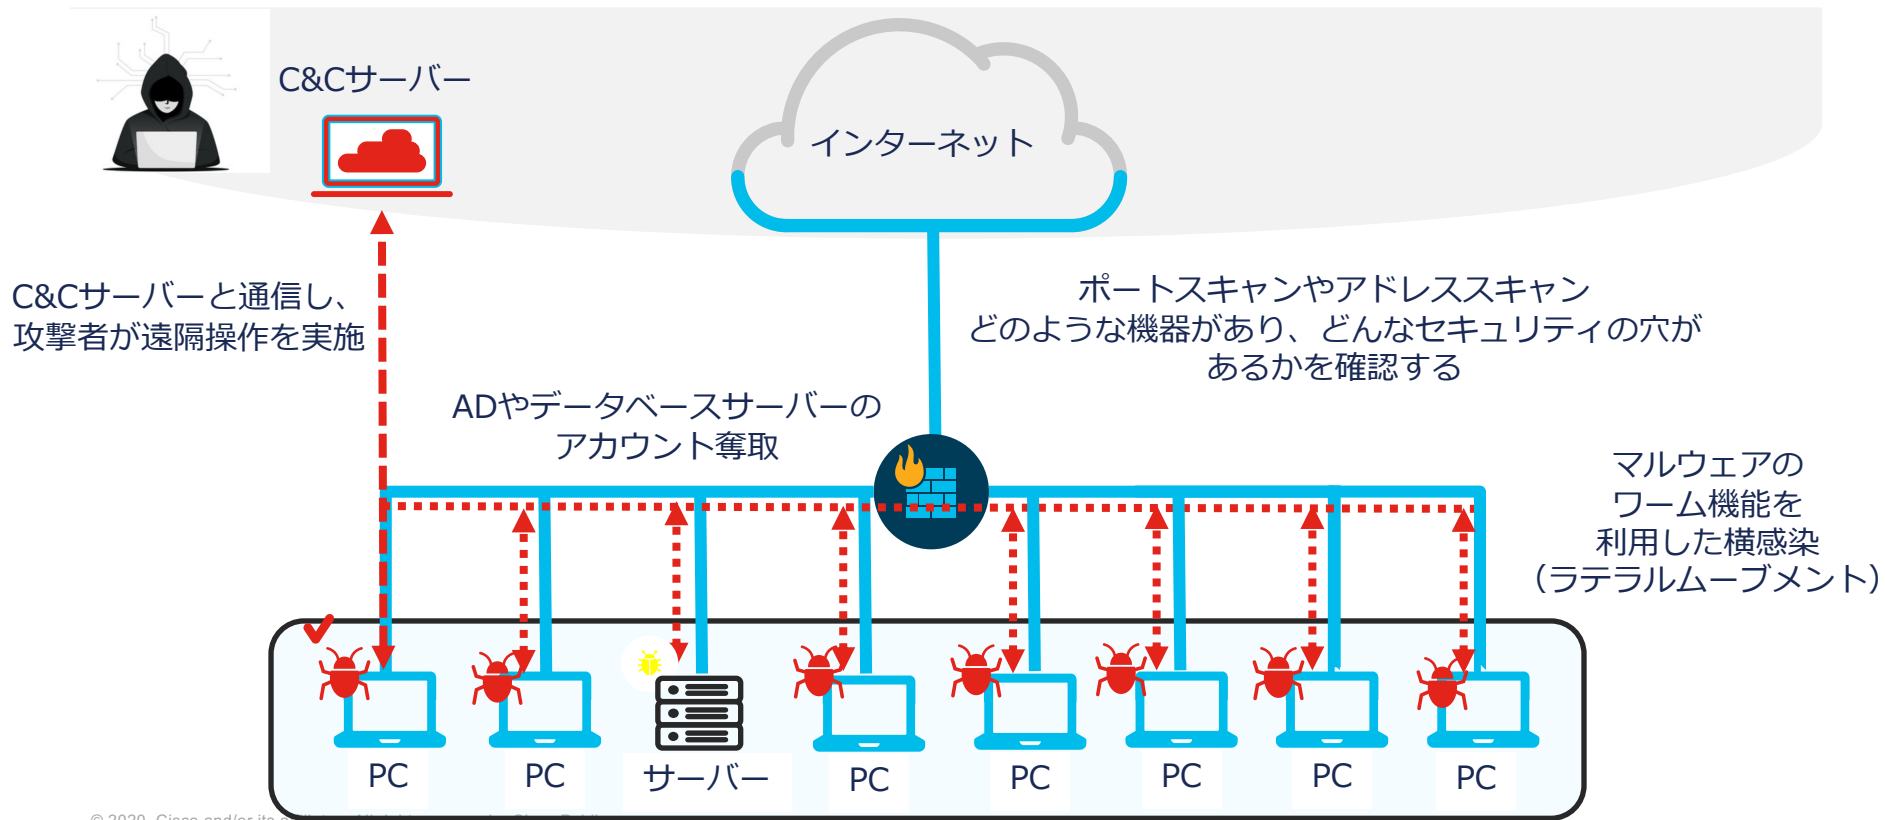 C&Cサーバー
インターネット
C&Cサーバーと通信し、
攻撃者が遠隔操作を実施
ポートスキャンやアドレススキャン
どのような機器があり、どんなセキュリティの穴が
あるかを確認する
ADやデータベースサーバーの
アカウント奪取
マルウェアの
ワーム機能を
利用した横感染
（ラテラルムーブメント）
PC
PC
サーバー
PC
PC
PC
PC
PC